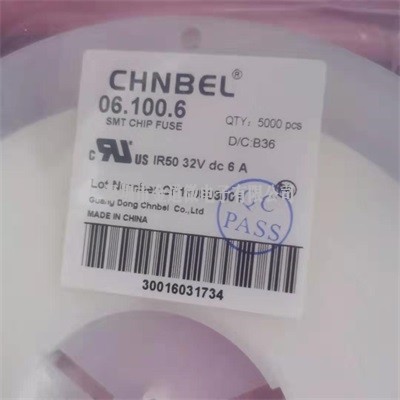 CHNBEL®
06.100.6 QTY: 5000 pcs
SMT CHIP FUSE
D/C:B36
c RU US IR50 32V dc 6 A
Lot Number:
Guang Dong Chnbel Co.,Ltd
MADE IN CHINA
QC
PASS
30016031734